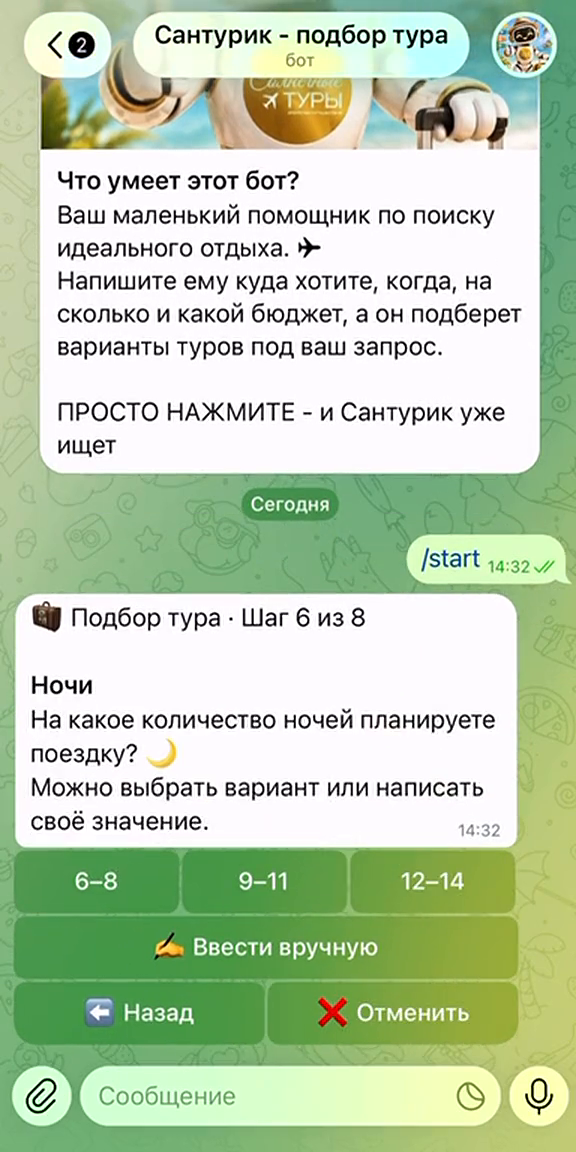 2
Сантурик - подбор тура
бот
Солнечные
ТУРЫ
Что умеет этот бот?
Ваш маленький помощник по поиску
идеального отдыха. ✈
Напишите ему куда хотите, когда, на
сколько и какой бюджет, а он подберет
варианты туров под ваш запрос.
ПРОСТО НАЖМИТЕ - и Сантурик уже
ищет
Сегодня
/start 14:32
🧳 Подбор тура · Шаг 6 из 8
Ночи
На какое количество ночей планируете
поездку? 🌙
Можно выбрать вариант или написать
своё значение.
14:32
6–8 9–11 12–14
✍️ Ввести вручную
⬅️ Назад ❌ Отменить
Сообщение